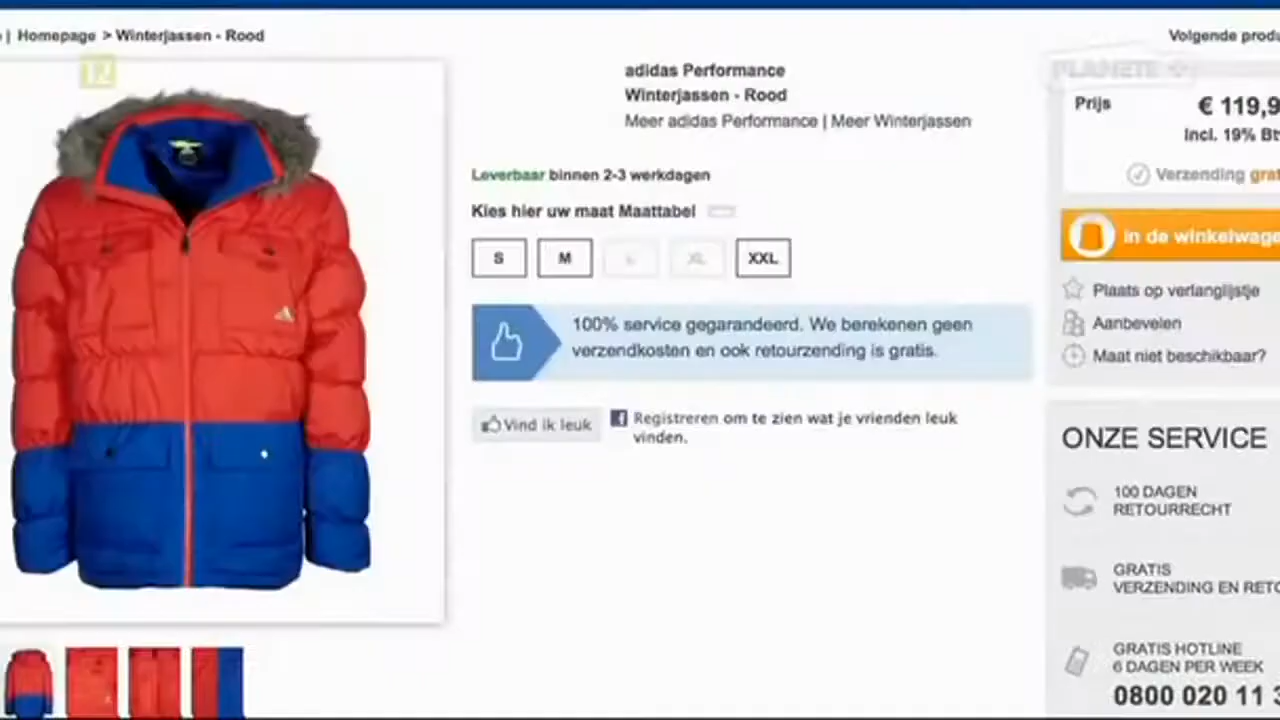 | Homepage > Winterjassen - Rood
Volgende produ
12
PLANETE +
adidas Performance
Winterjassen - Rood
Meer adidas Performance | Meer Winterjassen
Prijs
€ 119,9
Incl. 19% Bt
Verzending grat
Leverbaar binnen 2-3 werkdagen
Kies hier uw maat Maattabel
S
M
L
XL
XXL
in de winkelwage
Plaats op verlanglijstje
Aanbevelen
Maat niet beschikbaar?
100% service gegarandeerd. We berekenen geen
verzendkosten en ook retourzending is gratis.
Vind ik leuk
Registreren om te zien wat je vrienden leuk
vinden.
ONZE SERVICE
100 DAGEN
RETOURRECHT
GRATIS
VERZENDING EN RETO
GRATIS HOTLINE
6 DAGEN PER WEEK
0800 020 11 3